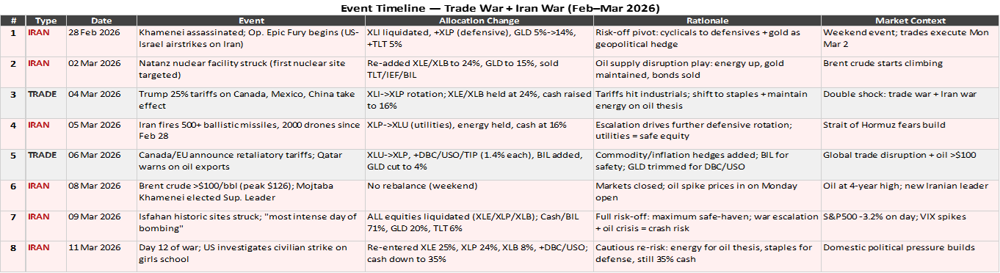 Event Timeline — Trade War + Iran War (Feb–Mar 2026)
# Type Date Event Allocation Change Rationale Market Context
1 IRAN 28 Feb 2026 Khamenei assassinated; Op. Epic Fury begins (US- XLI liquidated, +XLP (defensive), GLD 5%->14%, Risk-off pivot: cyclicals to defensives + gold as Weekend event; trades execute Mon
Israel airstrikes on Iran) +TLT 5% geopolitical hedge Mar 2
2 IRAN 02 Mar 2026 Natanz nuclear facility struck (first nuclear site Re-added XLE/XLB to 24%, GLD to 15%, sold Oil supply disruption play: energy up, gold Brent crude starts climbing
targeted) TLT/IEF/BIL maintained, bonds sold
3 TRADE 04 Mar 2026 Trump 25% tariffs on Canada, Mexico, China take XLI->XLP rotation; XLE/XLB held at 24%, cash raised Tariffs hit industrials; shift to staples + maintain Double shock: trade war + Iran war
effect to 16% energy on oil thesis
4 IRAN 05 Mar 2026 Iran fires 500+ ballistic missiles, 2000 drones since XLP->XLU (utilities), energy held, cash at 16% Escalation drives further defensive rotation; Strait of Hormuz fears build
Feb 28 utilities = safe equity
5 TRADE 06 Mar 2026 Canada/EU announce retaliatory tariffs; Qatar XLU->XLP, +DBC/USO/TIP (1.4% each), BIL added, Commodity/inflation hedges added; BIL for Global trade disruption + oil >$100
warns on oil exports GLD cut to 4% safety; GLD trimmed for DBC/USO
6 IRAN 08 Mar 2026 Brent crude >$100/bbl (peak $126); Mojtaba No rebalance (weekend) Markets closed; oil spike prices in on Monday Oil at 4-year high; new Iranian leader
Khamenei elected Sup. Leader open
7 IRAN 09 Mar 2026 Isfahan historic sites struck; "most intense day of ALL equities liquidated (XLE/XLP/XLB); Cash/BIL Full risk-off: maximum safe-haven; war escalation S&P500 -3.2% on day; VIX spikes
bombing" 71%, GLD 20%, TLT 6% + oil crisis = crash risk
8 IRAN 11 Mar 2026 Day 12 of war; US investigates civilian strike on Re-entered XLE 25%, XLP 24%, XLB 8%, +DBC/USO; Cautious re-risk: energy for oil thesis, staples for Domestic political pressure builds
girls school cash down to 35% defense, still 35% cash